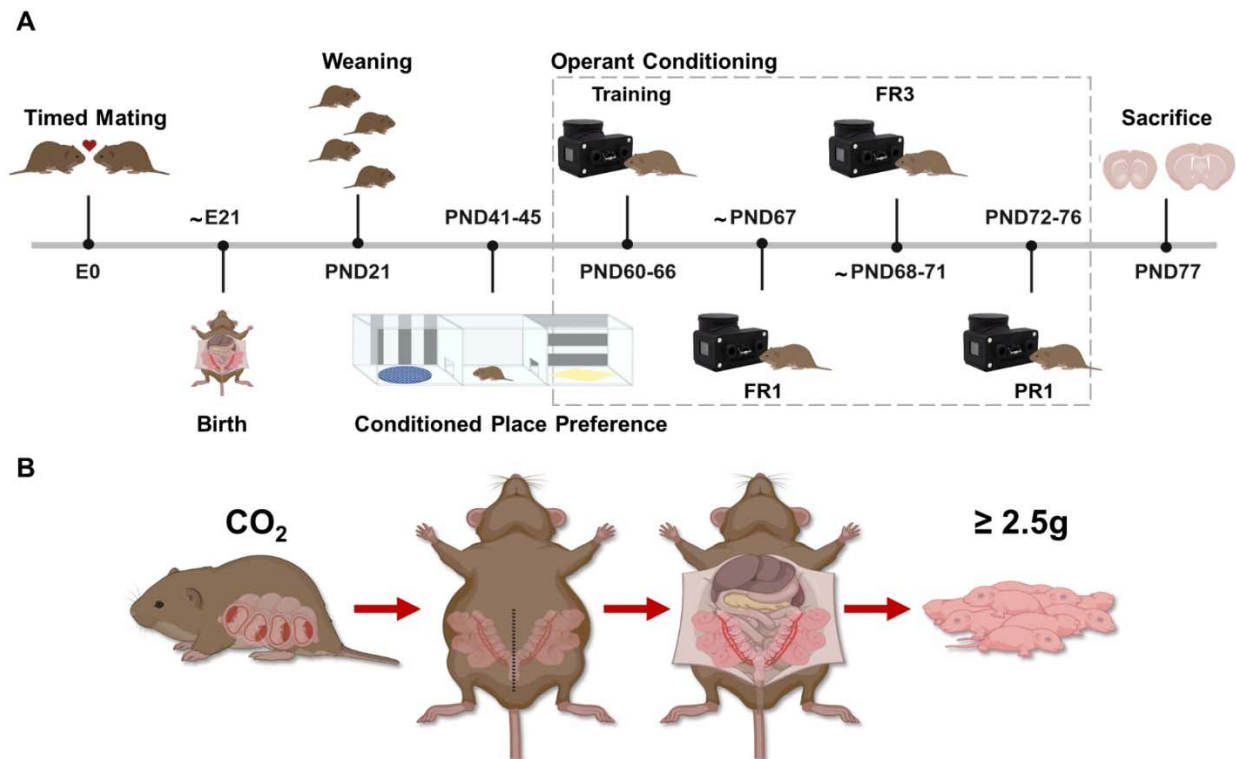 A
Weaning
Operant Conditioning
Timed Mating
Training
FR3
Sacrifice
~E21
PND41-45
~PND67
PND72-76
E0
PND21
PND60-66
~PND68-71
PND77
FR1
PR1
Birth
Conditioned Place Preference
B
CO₂
≥ 2.5g